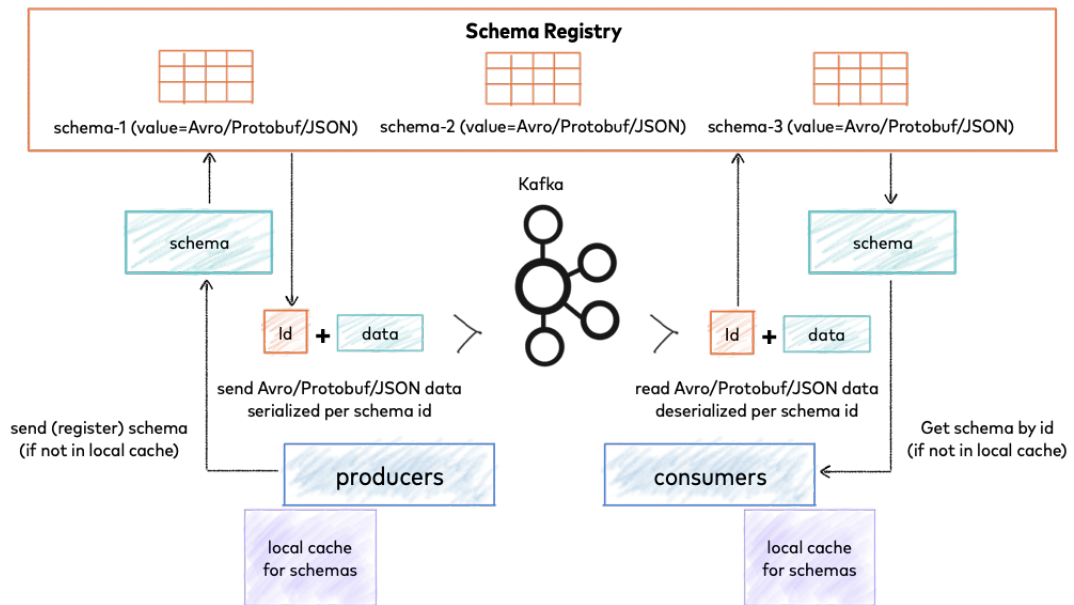 Schema Registry
schema-1 (value=Avro/Protobuf/JSON)
schema-2 (value=Avro/Protobuf/JSON)
schema-3 (value=Avro/Protobuf/JSON)
Kafka
schema
schema
Id
+
data
Id
+
data
send Avro/Protobuf/JSON data
serialized per schema id
read Avro/Protobuf/JSON data
deserialized per schema id
send (register) schema
(if not in local cache)
Get schema by id
(if not in local cache)
producers
consumers
local cache
for schemas
local cache
for schemas